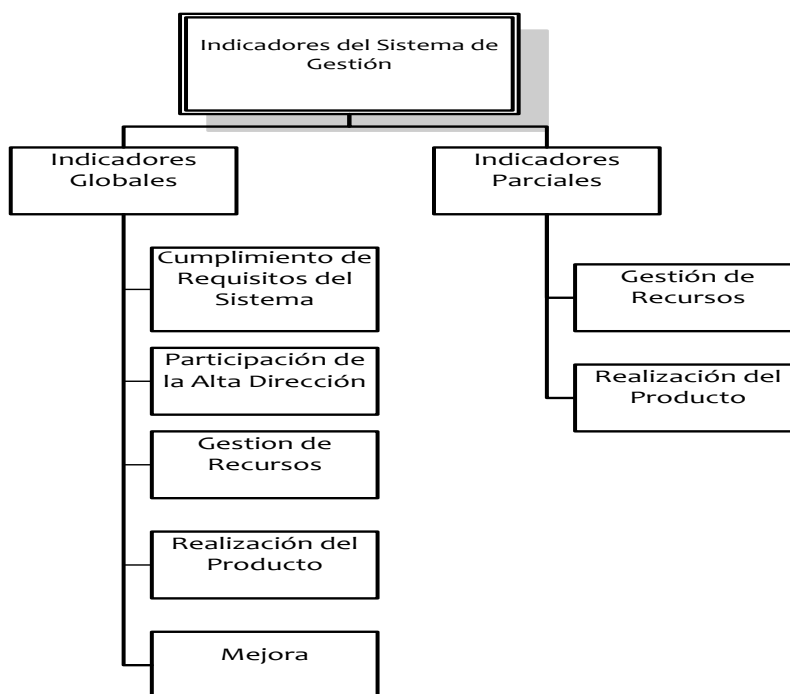 Indicadores del Sistema de
Gestión
Indicadores
Globales
Cumplimiento de
Requisitos del
Sistema
Participación de
la Alta Dirección
Gestion de
Recursos
Realización del
Producto
Mejora
Indicadores
Parciales
Gestión de
Recursos
Realización del
Producto